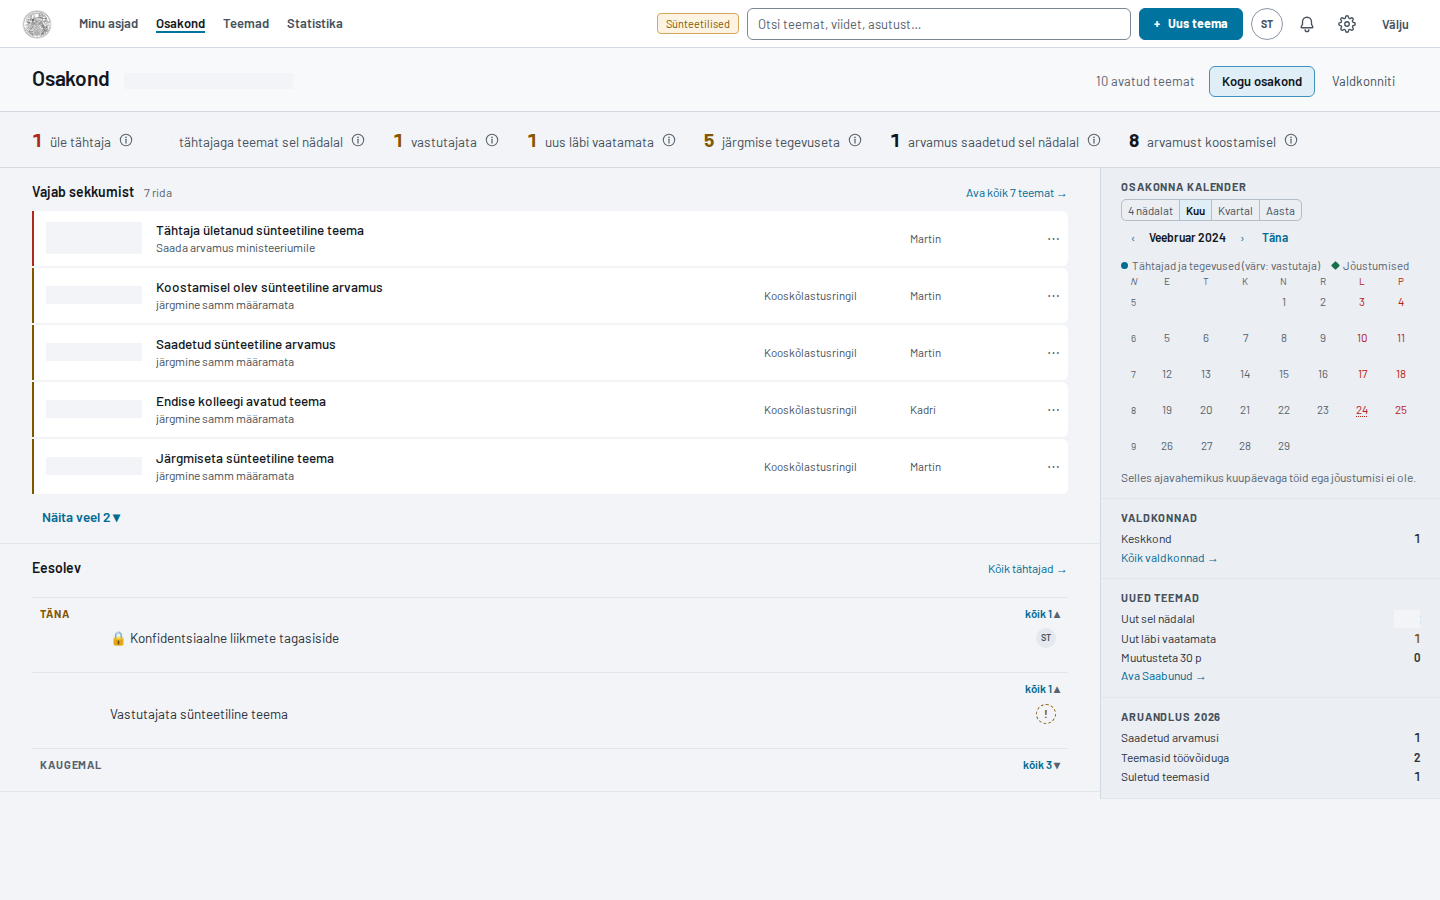 Minu asjad Osakond Teemad Statistika Sünteetilised Otsi teemat, viidet, asutust... + Uus teema ST Välju
Osakond 10 avatud teemat Kogu osakond Valdkonniti
1 üle tähtaja tähtajaga teemat sel nädalal 1 vastutajata 1 uus läbi vaatamata 5 järgmise tegevuseta 1 arvamus saadetud sel nädalal 8 arvamust koostamisel
Vajab sekkumist 7 rida Ava kõik 7 teemat →
Tähtaja ületanud sünteetiline teema
Saada arvamus ministeeriumile
Martin ···
Koostamisel olev sünteetiline arvamus
järgmine samm määramata
Kooskõlastusringil Martin ···
Saadetud sünteetiline arvamus
järgmine samm määramata
Kooskõlastusringil Martin ···
Endise kolleegi avatud teema
järgmine samm määramata
Kooskõlastusringil Kadri ···
Järgmiseta sünteetiline teema
järgmine samm määramata
Kooskõlastusringil Martin ···
Näita veel 2 ▼
Eesolev Kõik tähtajad →
TÄNA kõik 1 ▲
🔒 Konfidentsiaalne liikmete tagasiside ST
kõik 1 ▲
Vastutajata sünteetiline teema !
KAUGEMAL kõik 3 ▼
OSAKONNA KALENDER
4 nädalat Kuu Kvartal Aasta
‹ Veebruar 2024 › Täna
Tähtajad ja tegevused (värv: vastutaja) Jõustumised
N E T K N R L P
5 1 2 3 4
6 5 6 7 8 9 10 11
7 12 13 14 15 16 17 18
8 19 20 21 22 23 24 25
9 26 27 28 29
Selles ajavahemikus kuupäevaga töid ega jõustumisi ei ole.
VALDKONNAD
Keskkond 1
Kõik valdkonnad →
UUED TEEMAD
Uut sel nädalal
Uut läbi vaatamata 1
Muutusteta 30 p 0
Ava Saabunud →
ARUANDLUS 2026
Saadetud arvamusi 1
Teemasid töövõiduga 2
Suletud teemasid 1